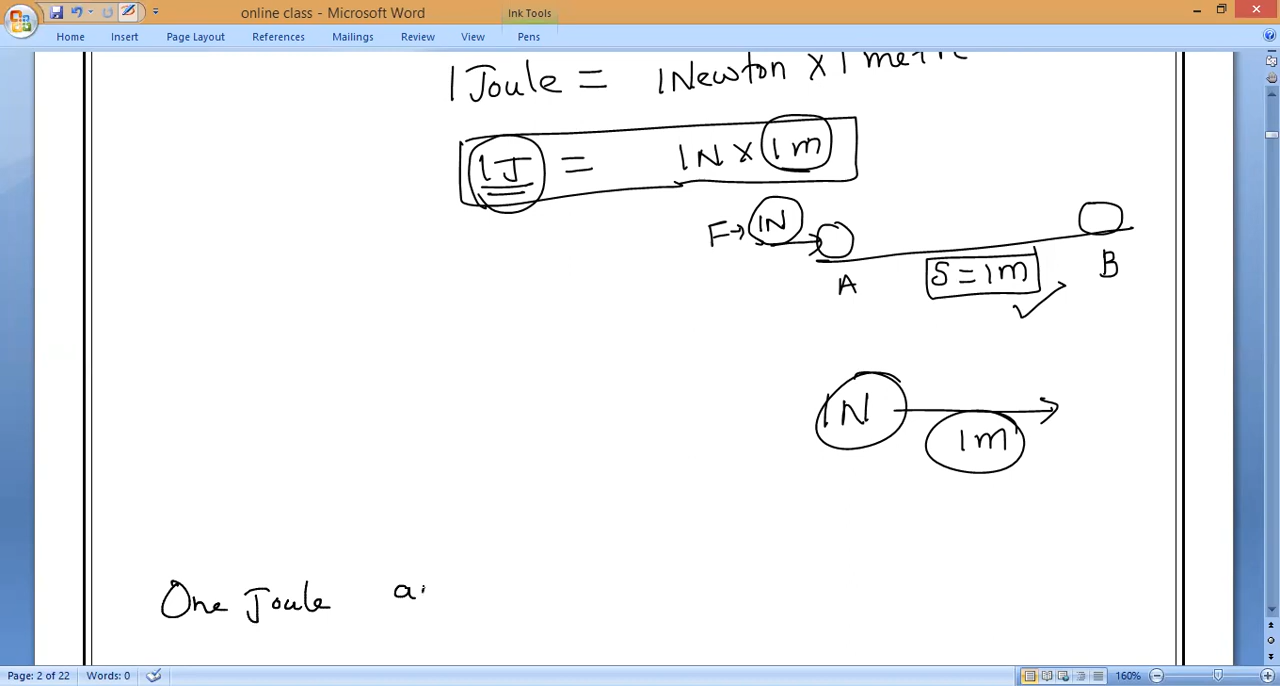 online class - Microsoft Word
Ink Tools
Home Insert Page Layout References Mailings Review View Pens
1 Joule = 1 Newton X 1
1J = 1N X 1m
F→ 1N
A S = 1m B
1N
1m
One Joule
Page: 2 of 22 Words: 0 160%